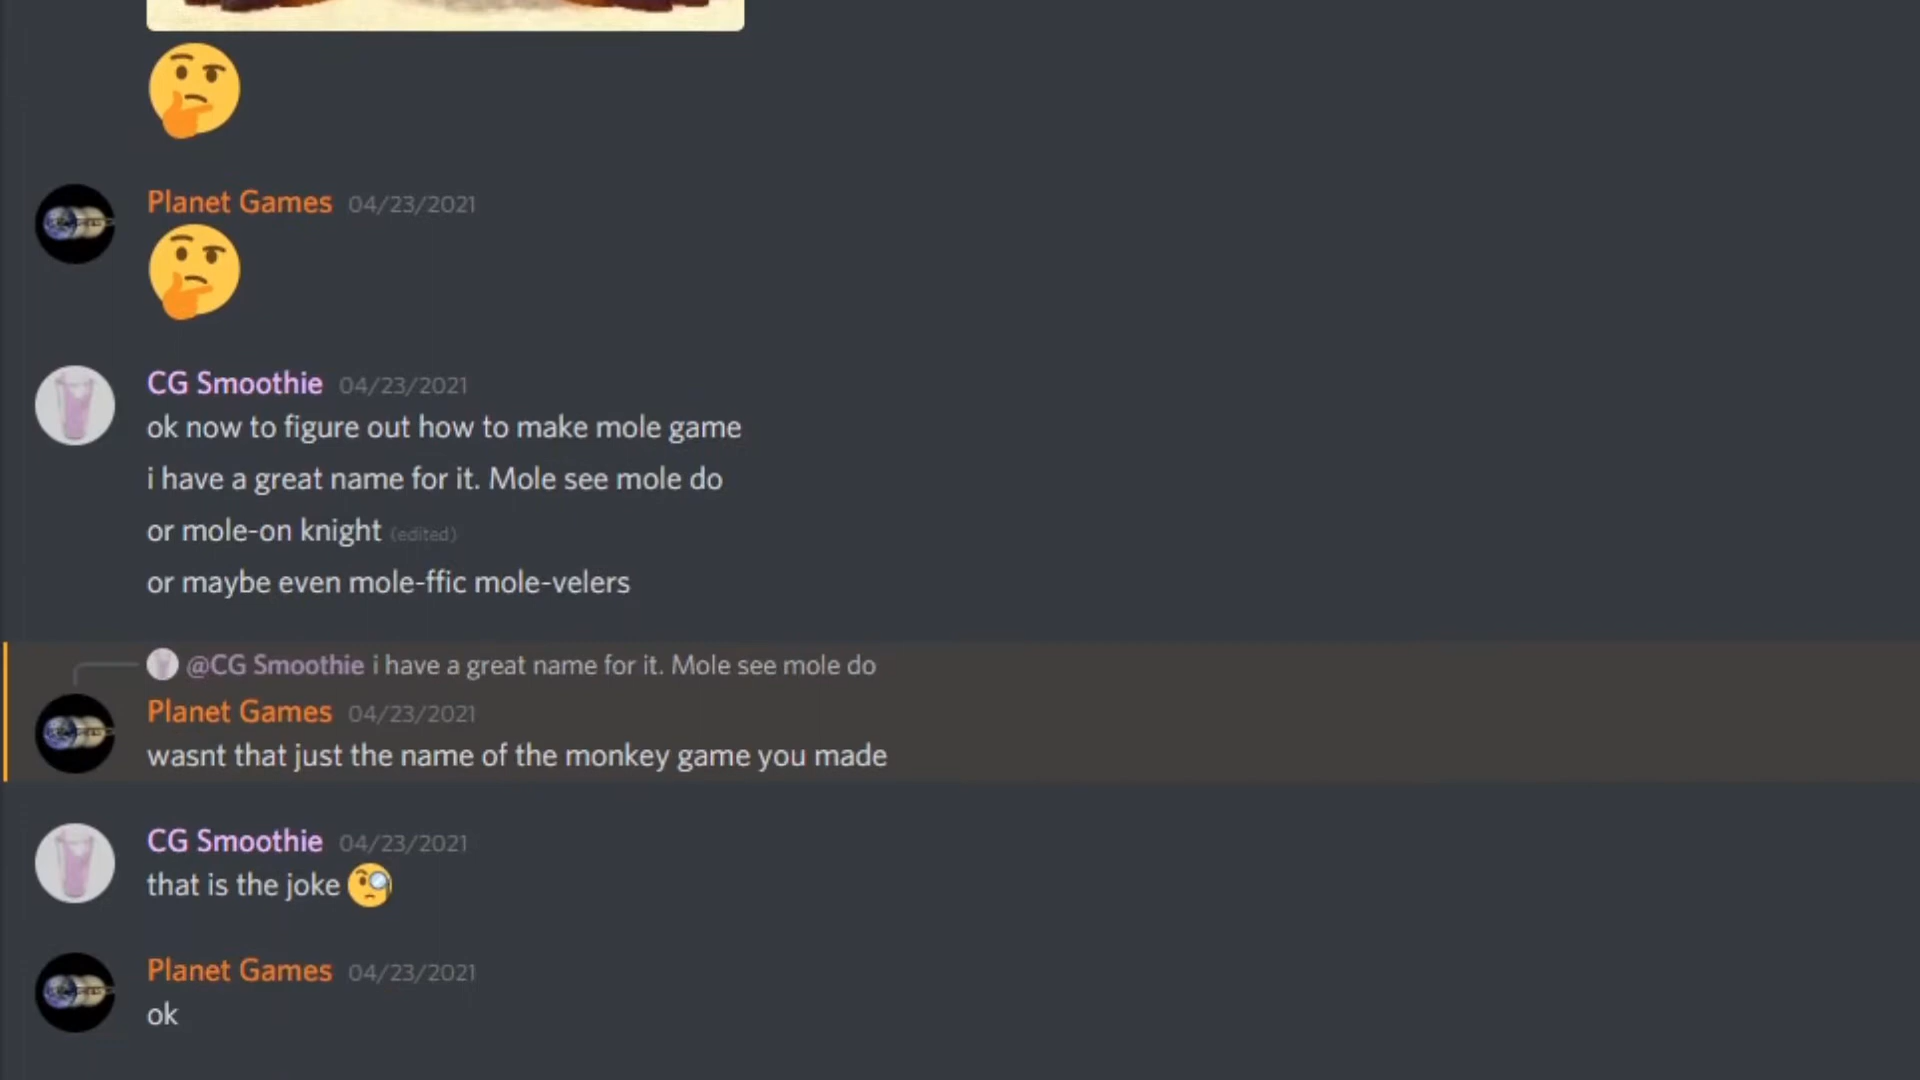 Planet Games 04/23/2021
CG Smoothie 04/23/2021
ok now to figure out how to make mole game
i have a great name for it. Mole see mole do
or mole-on knight (edited)
or maybe even mole-ffic mole-velers
@CG Smoothie i have a great name for it. Mole see mole do
Planet Games 04/23/2021
wasnt that just the name of the monkey game you made
CG Smoothie 04/23/2021
that is the joke
Planet Games 04/23/2021
ok